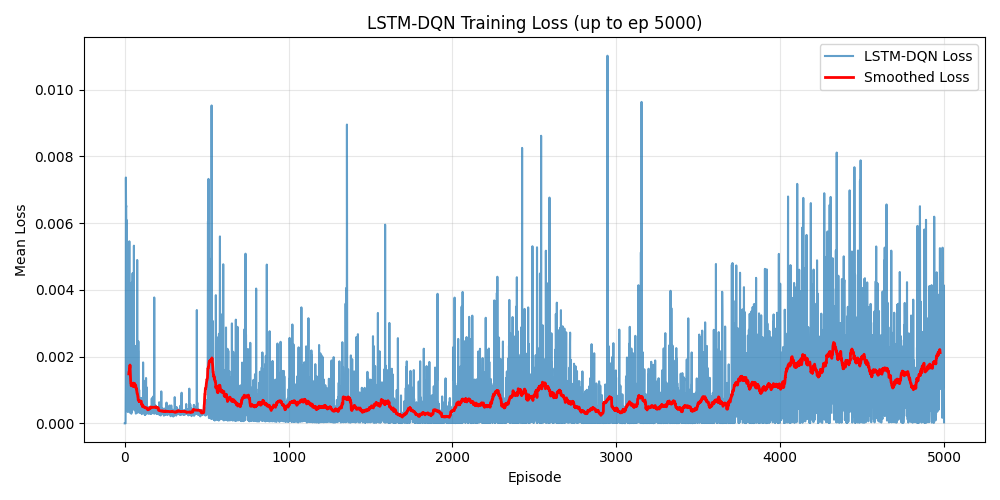 LSTM-DQN Training Loss (up to ep 5000)
LSTM-DQN Loss
Smoothed Loss
Mean Loss
0.010
0.008
0.006
0.004
0.002
0.000
0
1000
2000
3000
4000
5000
Episode